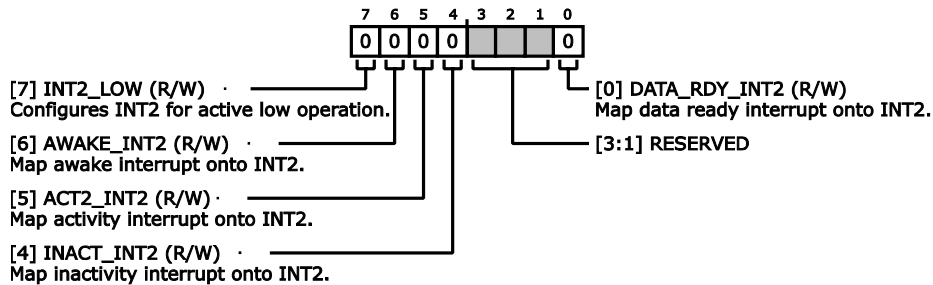 7 6 5 4 3 2 1 0
0 0 0 0 0
[7] INT2_LOW (R/W)
Configures INT2 for active low operation.
[6] AWAKE_INT2 (R/W)
Map awake interrupt onto INT2.
[5] ACT2_INT2 (R/W)
Map activity interrupt onto INT2.
[4] INACT_INT2 (R/W)
Map inactivity interrupt onto INT2.
[0] DATA_RDY_INT2 (R/W)
Map data ready interrupt onto INT2.
[3:1] RESERVED